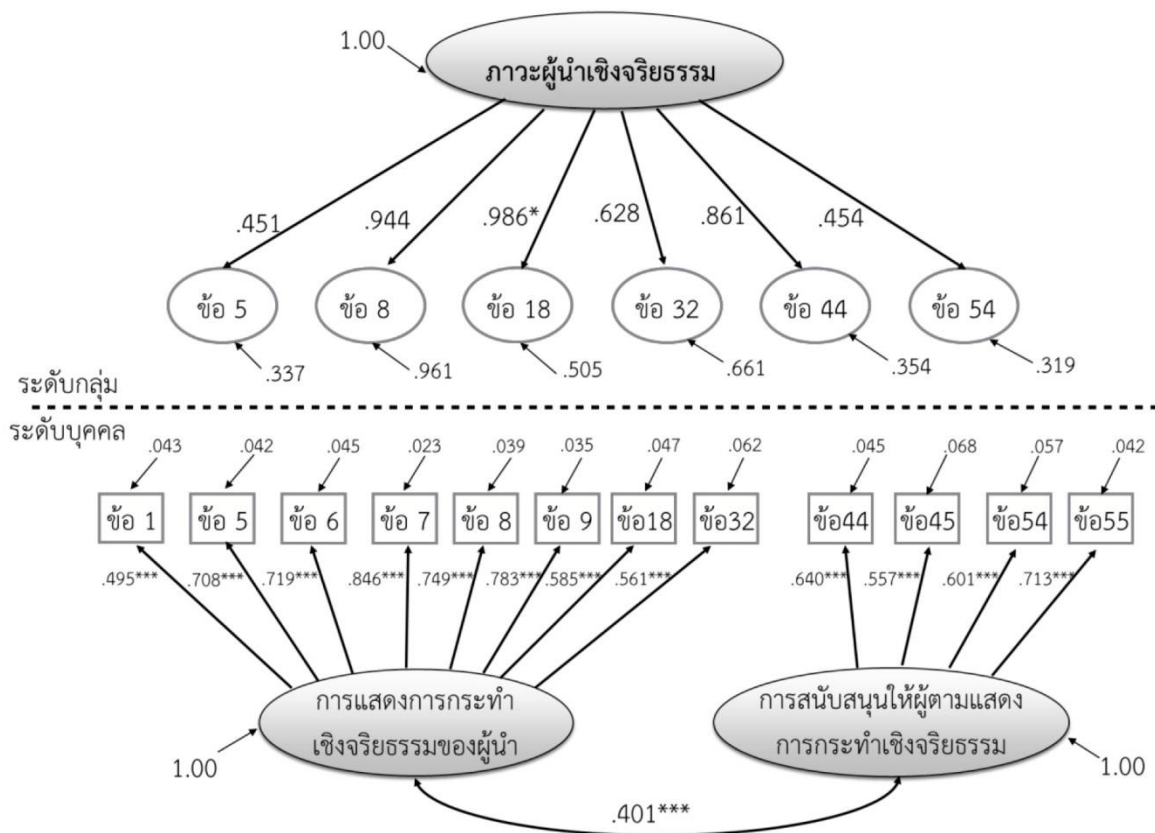 1.00
ภาวะผู้นำเชิงจริยธรรม
.451 .944 .986* .628 .861 .454
ข้อ 5 ข้อ 8 ข้อ 18 ข้อ 32 ข้อ 44 ข้อ 54
.337 .961 .505 .661 .354 .319
ระดับกลุ่ม
ระดับบุคคล
.043 .042 .045 .023 .039 .035 .047 .062 .045 .068 .057 .042
ข้อ 1 ข้อ 5 ข้อ 6 ข้อ 7 ข้อ 8 ข้อ 9 ข้อ18 ข้อ32 ข้อ44 ข้อ45 ข้อ54 ข้อ55
.495*** .708*** .719*** .846*** .749*** .783*** .585*** .561*** .640*** .557*** .601*** .713***
การแสดงการกระทำ
เชิงจริยธรรมของผู้นำ
การสนับสนุนให้ผู้ตามแสดง
การกระทำเชิงจริยธรรม
1.00 1.00
.401***